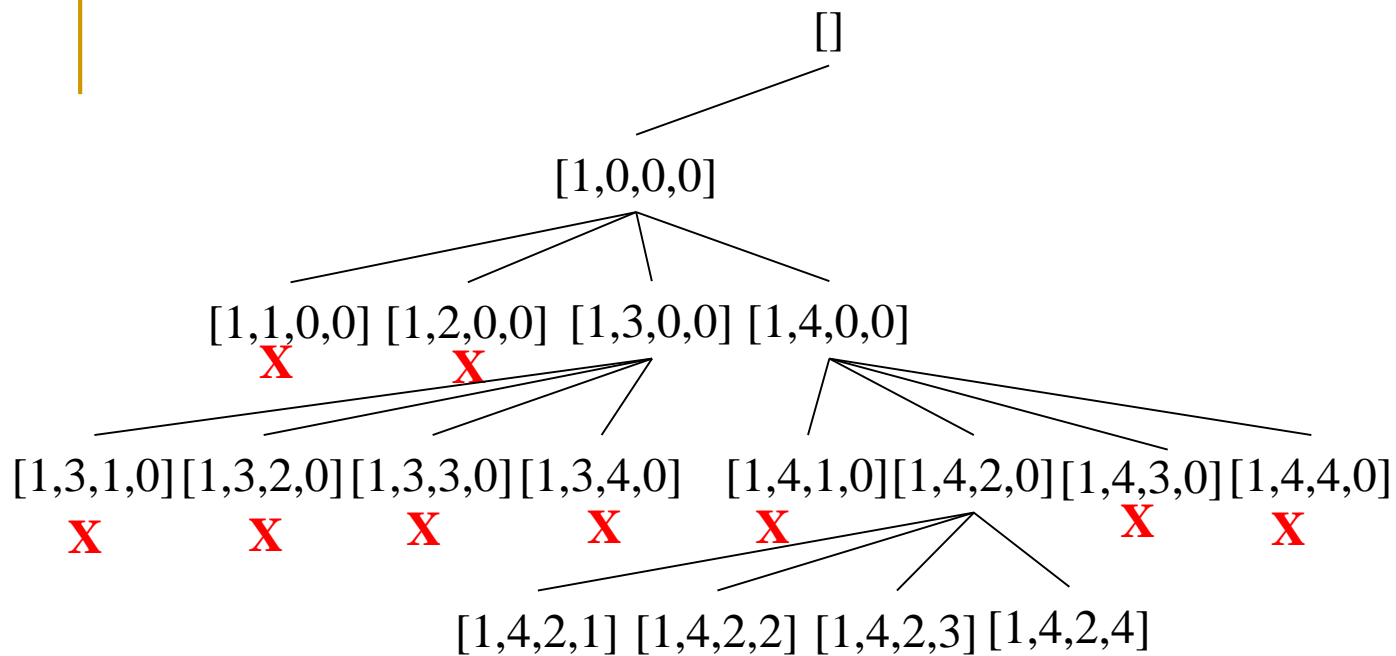 []
[1,0,0,0]
[1,1,0,0] [1,2,0,0] [1,3,0,0] [1,4,0,0]
X X
[1,3,1,0] [1,3,2,0] [1,3,3,0] [1,3,4,0] [1,4,1,0] [1,4,2,0] [1,4,3,0] [1,4,4,0]
X X X X X X X
[1,4,2,1] [1,4,2,2] [1,4,2,3] [1,4,2,4]